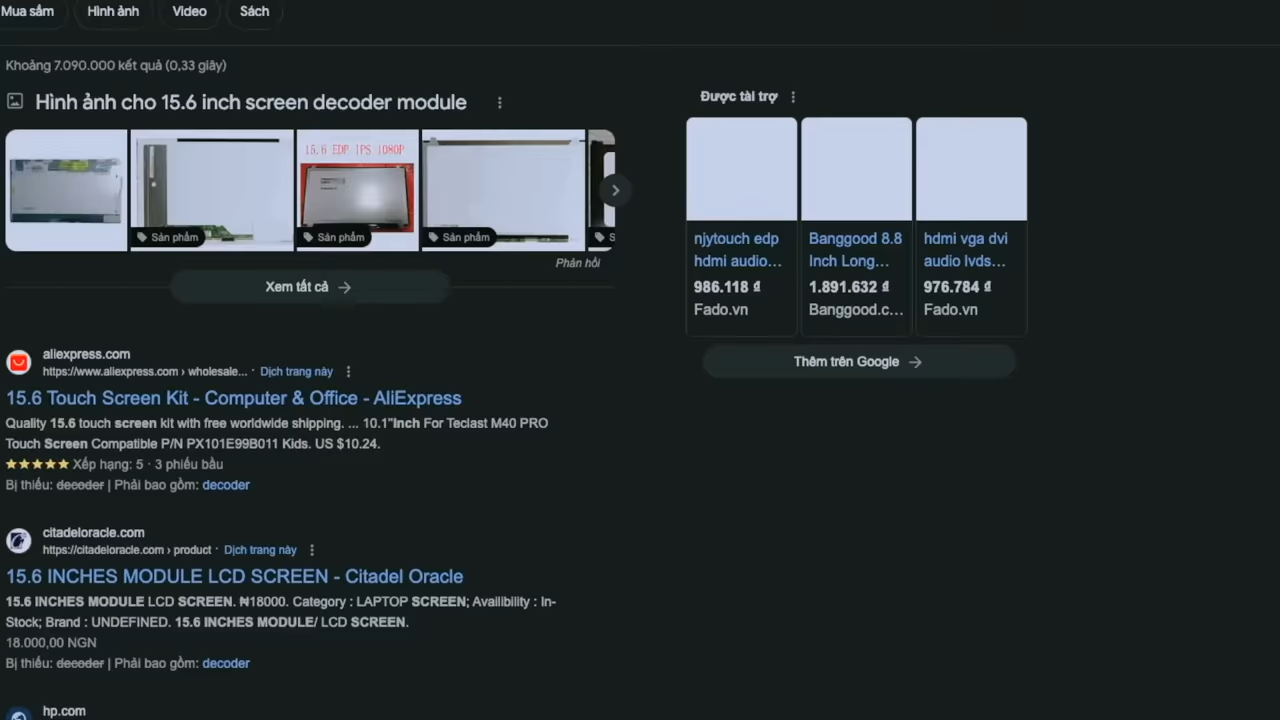 Mua sắm
Hình ảnh
Video
Sách
Khoảng 7.090.000 kết quả (0,33 giây)
Hình ảnh cho 15.6 inch screen decoder module
15.6 EDP IPS 1080P
Sản phẩm
Sản phẩm
Sản phẩm
S
Phản hồi
Xem tất cả
aliexpress.com
https://www.aliexpress.com › wholesale... · Dịch trang này
15.6 Touch Screen Kit - Computer & Office - AliExpress
Quality 15.6 touch screen kit with free worldwide shipping. ... 10.1"Inch For Teclast M40 PRO
Touch Screen Compatible P/N PX101E99B011 Kids. US $10.24.
Xếp hạng: 5 · 3 phiếu bầu
Bị thiếu: decoder | Phải bao gồm: decoder
citadeloracle.com
https://citadeloracle.com › product · Dịch trang này
15.6 INCHES MODULE LCD SCREEN - Citadel Oracle
15.6 INCHES MODULE LCD SCREEN. ₦18000. Category : LAPTOP SCREEN; Availibility : In-
Stock; Brand : UNDEFINED. 15.6 INCHES MODULE/ LCD SCREEN.
18.000,00 NGN
Bị thiếu: decoder | Phải bao gồm: decoder
hp.com
Được tài trợ
njytouch edp
hdmi audio...
986.118 ₫
Fado.vn
Banggood 8.8
Inch Long...
1.891.632 ₫
Banggood.c...
hdmi vga dvi
audio lvds...
976.784 ₫
Fado.vn
Thêm trên Google